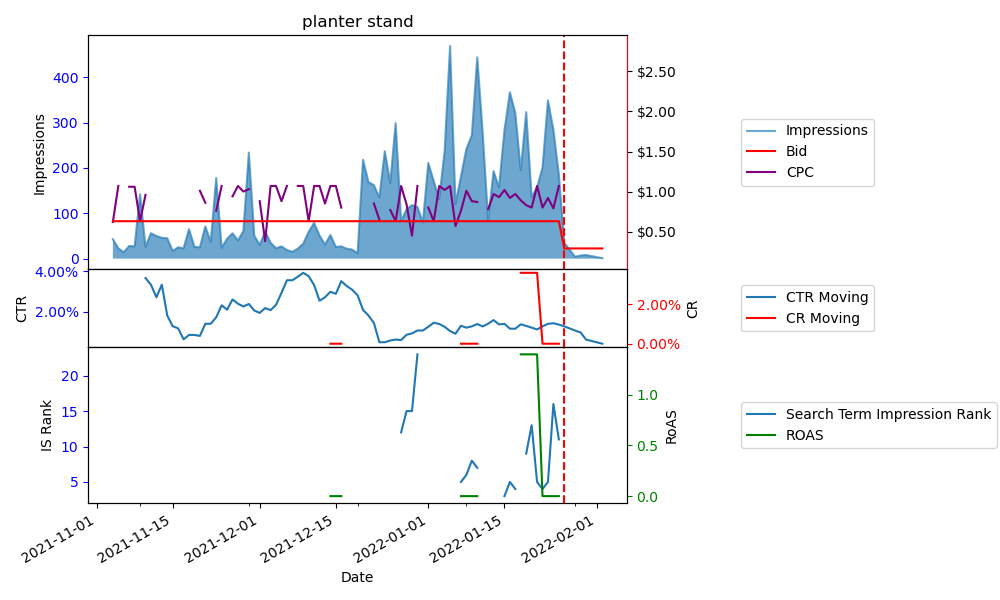 planter stand
Impressions
400
300
200
100
0
$2.50
$2.00
$1.50
$1.00
$0.50
Impressions
Bid
CPC
CTR
4.00%
2.00%
2.00%
0.00%
CR
CTR Moving
CR Moving
IS Rank
20
15
10
5
1.0
0.5
0.0
RoAS
Search Term Impression Rank
ROAS
2021-11-01
2021-11-15
2021-12-01
2021-12-15
2022-01-01
2022-01-15
2022-02-01
Date